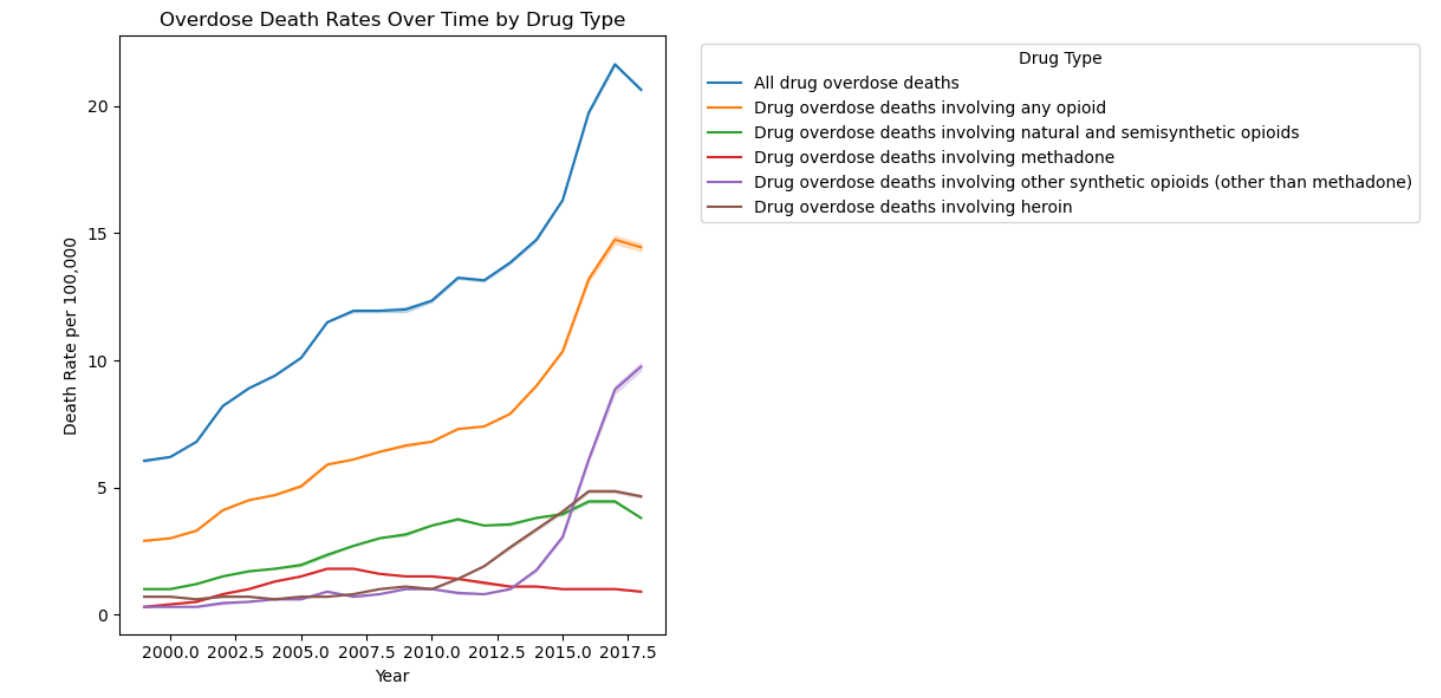 Overdose Death Rates Over Time by Drug Type
Death Rate per 100,000
20
15
10
5
0
2000.0 2002.5 2005.0 2007.5 2010.0 2012.5 2015.0 2017.5
Year
Drug Type
All drug overdose deaths
Drug overdose deaths involving any opioid
Drug overdose deaths involving natural and semisynthetic opioids
Drug overdose deaths involving methadone
Drug overdose deaths involving other synthetic opioids (other than methadone)
Drug overdose deaths involving heroin